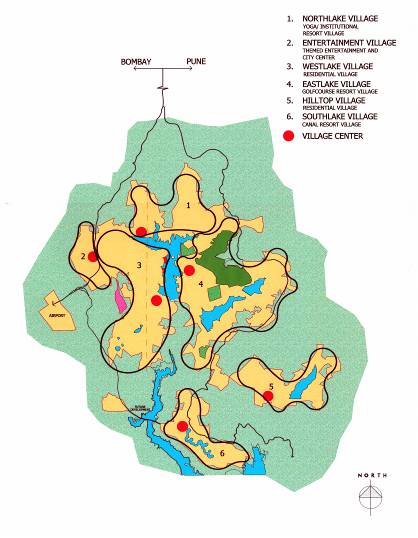 1. NORTHLAKE VILLAGE
YOGA/ INSTITUTIONAL
RESORT VILLAGE
2. ENTERTAINMENT VILLAGE
THEMED ENTERTAINMENT AND
CITY CENTER
3. WESTLAKE VILLAGE
RESIDENTIAL VILLAGE
4. EASTLAKE VILLAGE
GOLFCOURSE RESORT VILLAGE
5. HILLTOP VILLAGE
RESIDENTIAL VILLAGE
6. SOUTHLAKE VILLAGE
CANAL RESORT VILLAGE
VILLAGE CENTER
BOMBAY PUNE
1
2
3
4
AIRPORT
5
FUTURE
DEVELOPMENT
6
NORTH